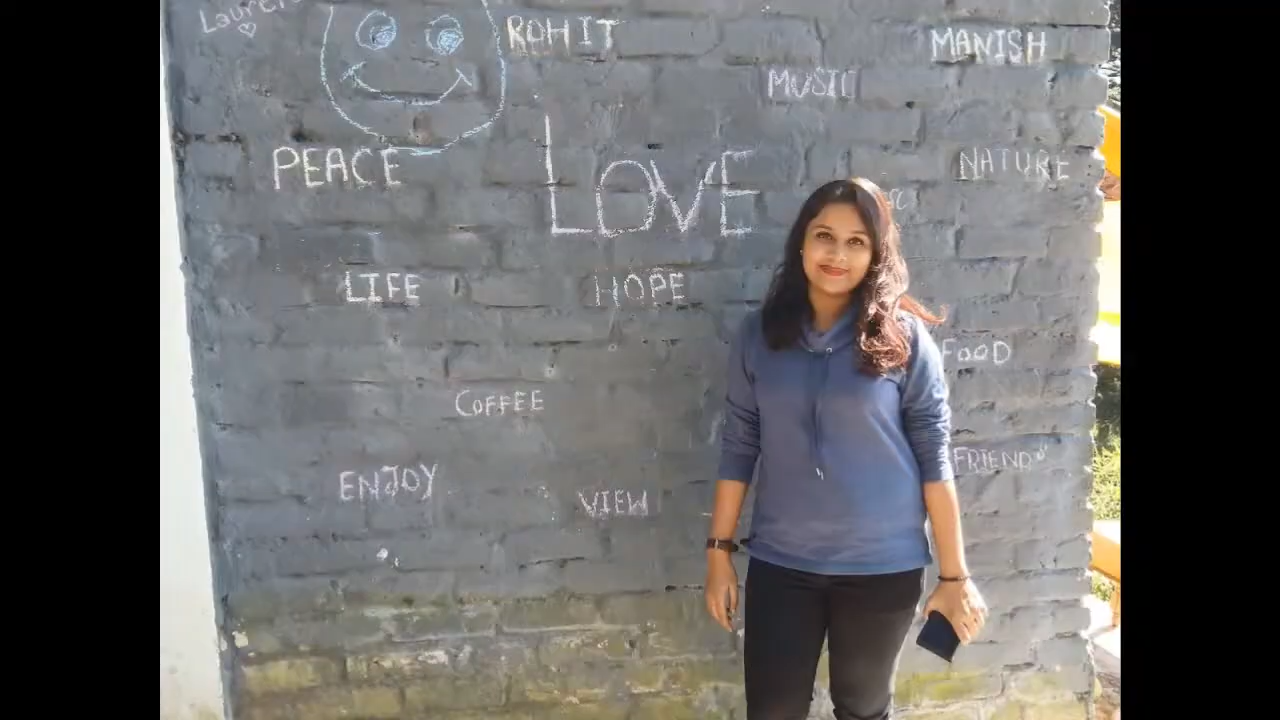 ROHIT
MANISH
MUSIC
PEACE
LOVE
NATURE
LIFE
HOPE
FOOD
COFFEE
FRIENDS
ENJOY
VIEW